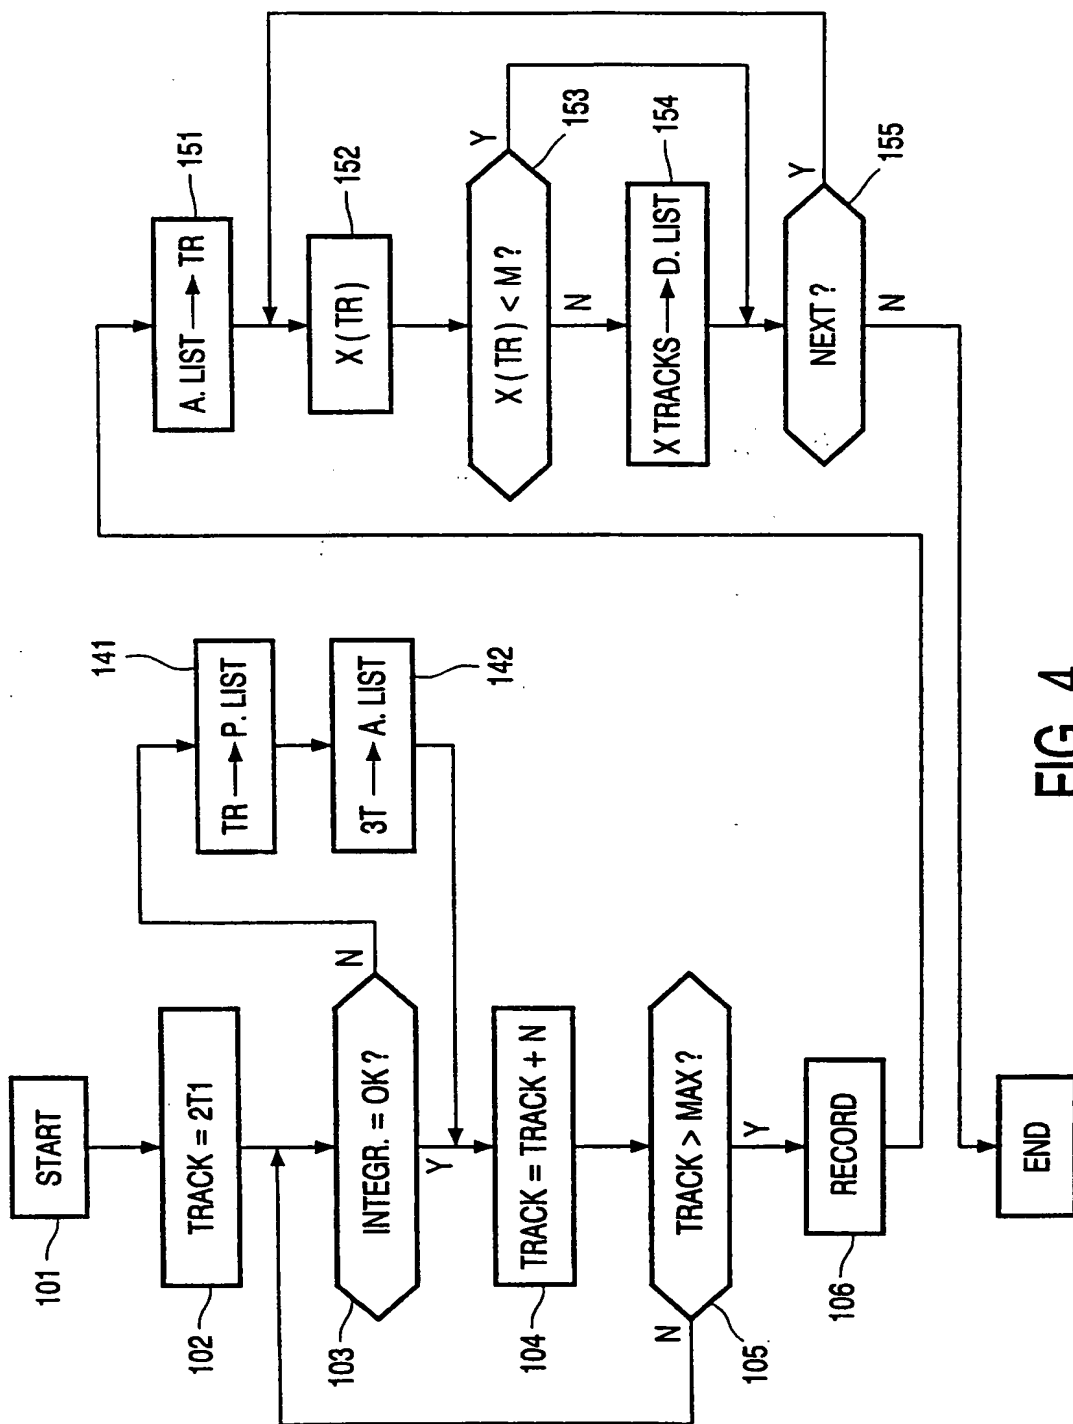 START
101
TRACK = 2T1
102
INTEGR. = OK?
103
N
Y
TR → P. LIST
141
3T → A. LIST
142
TRACK = TRACK + N
104
TRACK > MAX?
105
N
Y
RECORD
106
A. LIST → TR
151
X (TR)
152
X (TR) < M ?
153
Y
N
X TRACKS → D. LIST
154
NEXT ?
155
Y
N
END
FIG. 4